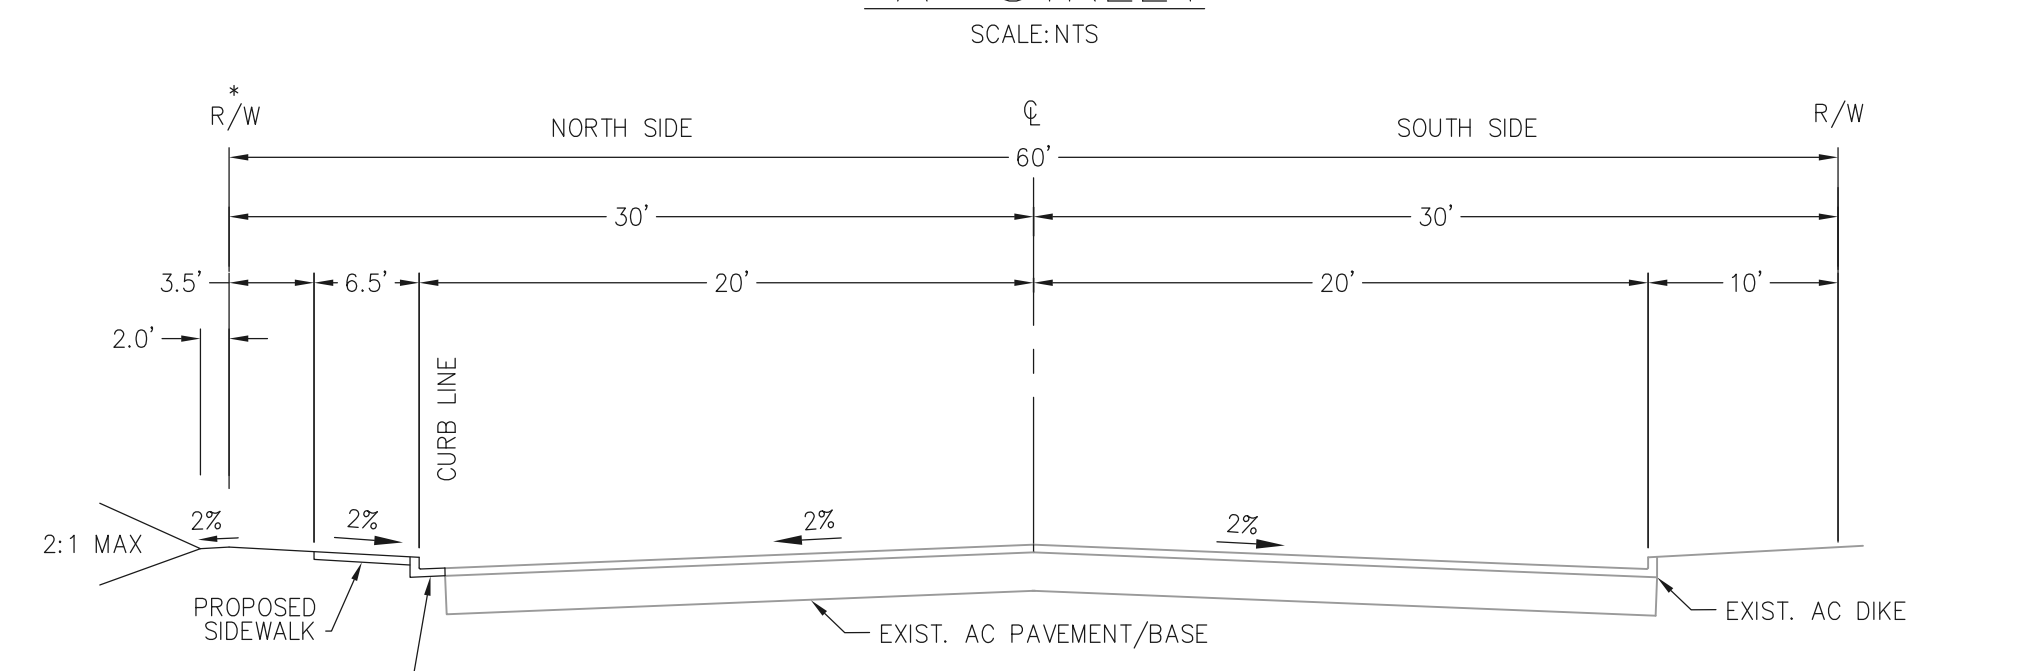 SCALE: NTS
*
R/W
NORTH SIDE
℄
SOUTH SIDE
R/W
60'
30'
30'
3.5'
6.5'
20'
20'
10'
2.0'
CURB LINE
2%
2%
2%
2%
2:1 MAX
PROPOSED
SIDEWALK
EXIST. AC PAVEMENT/BASE
EXIST. AC DIKE